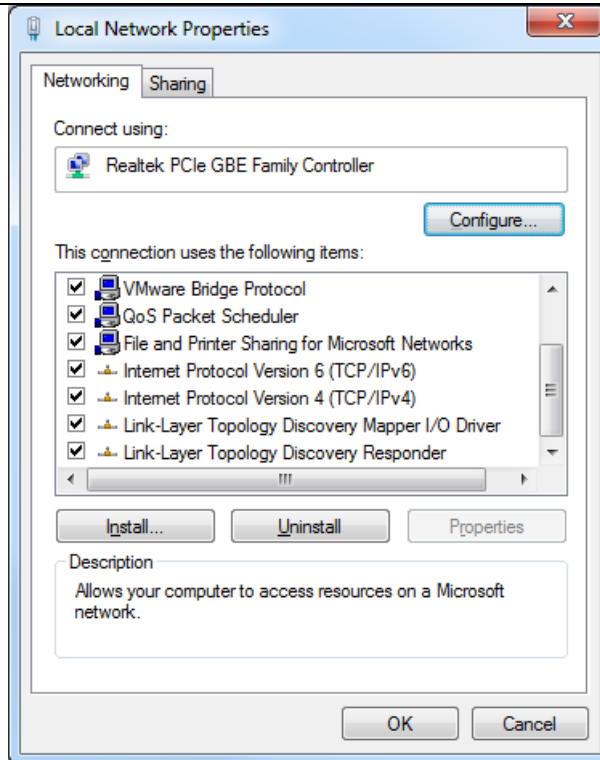 Local Network Properties
Networking
Sharing
Connect using:
Realtek PCIe GBE Family Controller
Configure...
This connection uses the following items:
VMware Bridge Protocol
QoS Packet Scheduler
File and Printer Sharing for Microsoft Networks
Internet Protocol Version 6 (TCP/IPv6)
Internet Protocol Version 4 (TCP/IPv4)
Link-Layer Topology Discovery Mapper I/O Driver
Link-Layer Topology Discovery Responder
Install...
Uninstall
Properties
Description
Allows your computer to access resources on a Microsoft
network.
OK
Cancel